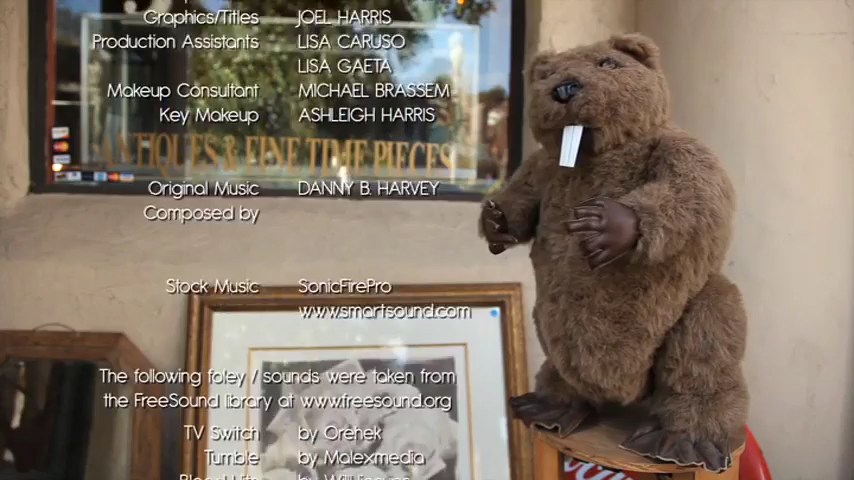 Graphics/Titles JOEL HARRIS
Production Assistants LISA CARUSO
LISA GAETA
Makeup Consultant MICHAEL BRASSEM
Key Makeup ASHLEIGH HARRIS
ANTIQUES & FINE TIME PIECES
Original Music DANNY B. HARVEY
Composed by
Stock Music SonicFirePro
www.smartsound.com
The following foley / sounds were taken from
the FreeSound library at www.freesound.org
TV Switch by Orehek
Tumble by Malexmedia